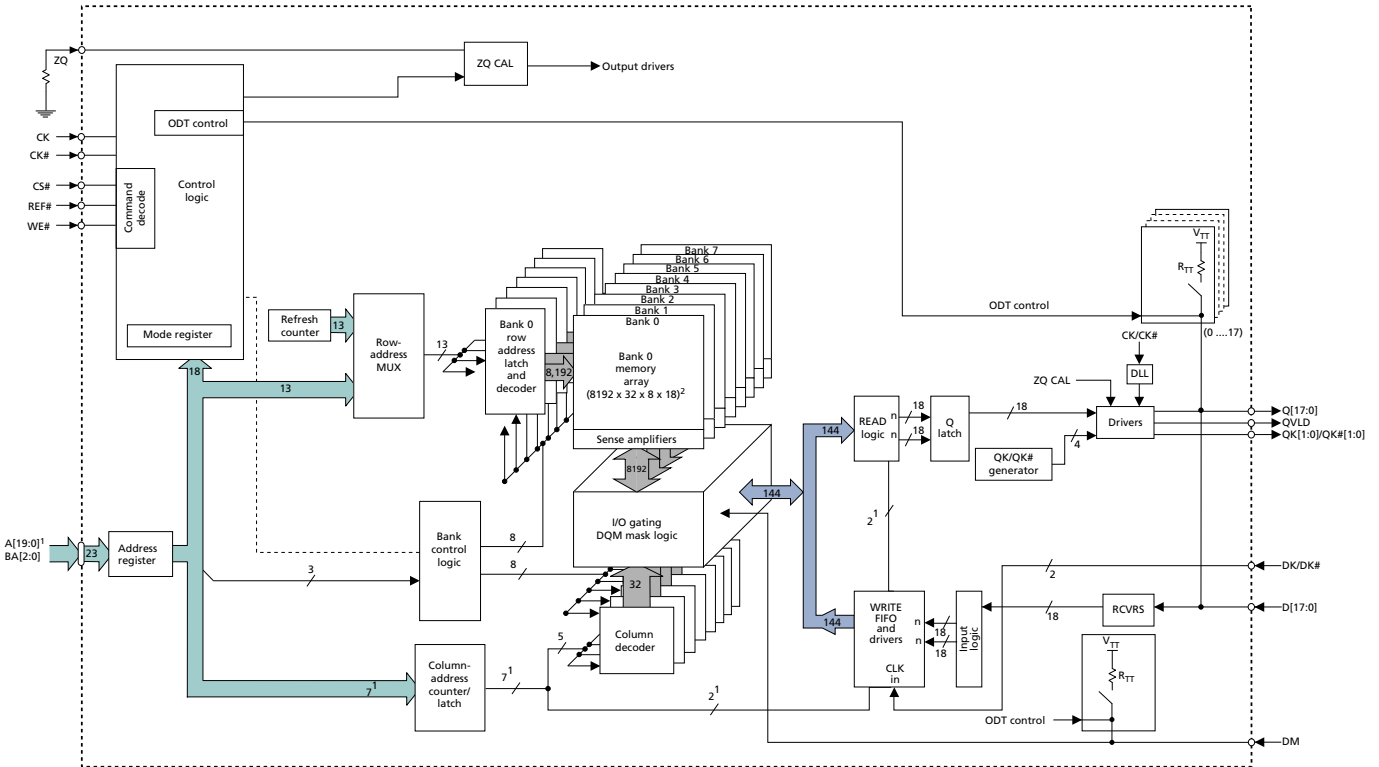 ZQ
ZQ CAL
Output drivers
ODT control
CK
CK#
CS#
REF#
WE#
Command
decode
Control
logic
Mode register
18
Refresh
counter
13
13
Row-
address
MUX
13
Bank 0
row
address
latch
and
decoder
8,192
Bank 7
Bank 6
Bank 5
Bank 4
Bank 3
Bank 2
Bank 1
Bank 0
Bank 0
memory
array
(8192 x 32 x 8 x 18)²
Sense amplifiers
8192
I/O gating
DQM mask logic
32
Column
decoder
5
A[19:0]¹
BA[2:0]
23
Address
register
3
Bank
control
logic
8
8
7¹
Column-
address
counter/
latch
7¹
2¹
144
144
144
READ
logic
n
n
18
18
Q
latch
18
2¹
WRITE
FIFO
and
drivers
n
n
CLK
in
18
18
Input
logic
18
RCVRS
2
ODT control
V_TT
R_TT
(0 ....17)
CK/CK#
DLL
ZQ CAL
Drivers
QK/QK#
generator
4
Q[17:0]
QVLD
QK[1:0]/QK#[1:0]
DK/DK#
D[17:0]
V_TT
R_TT
ODT control
DM